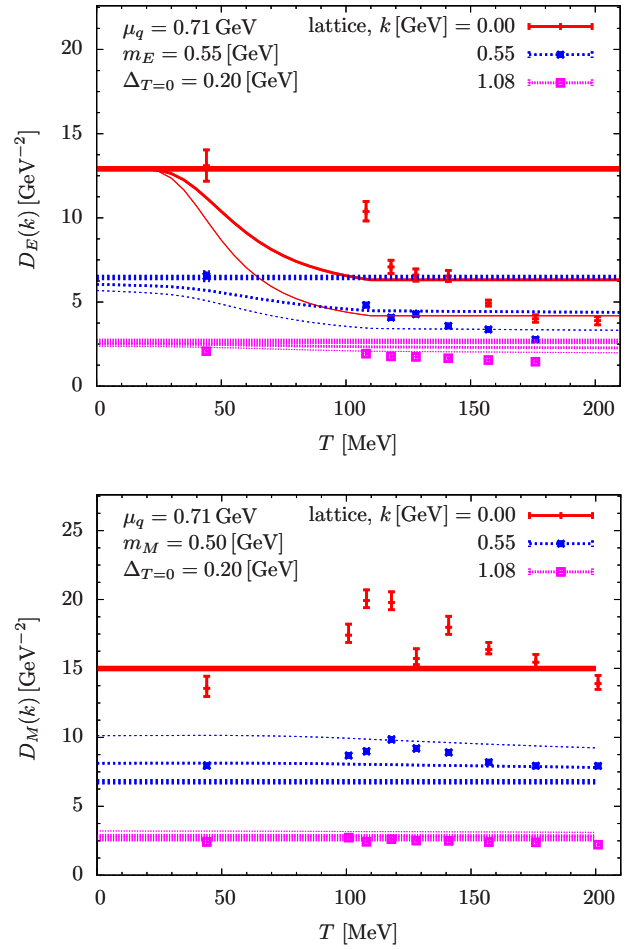 μ_q = 0.71 GeV lattice, k [GeV] = 0.00
m_E = 0.55 [GeV] 0.55
Δ_{T=0} = 0.20 [GeV] 1.08
20
15
10
5
0
D_E(k) [GeV⁻²]
0 50 100 150 200
T [MeV]
μ_q = 0.71 GeV lattice, k [GeV] = 0.00
m_M = 0.50 [GeV] 0.55
Δ_{T=0} = 0.20 [GeV] 1.08
25
20
15
10
5
0
D_M(k) [GeV⁻²]
0 50 100 150 200
T [MeV]